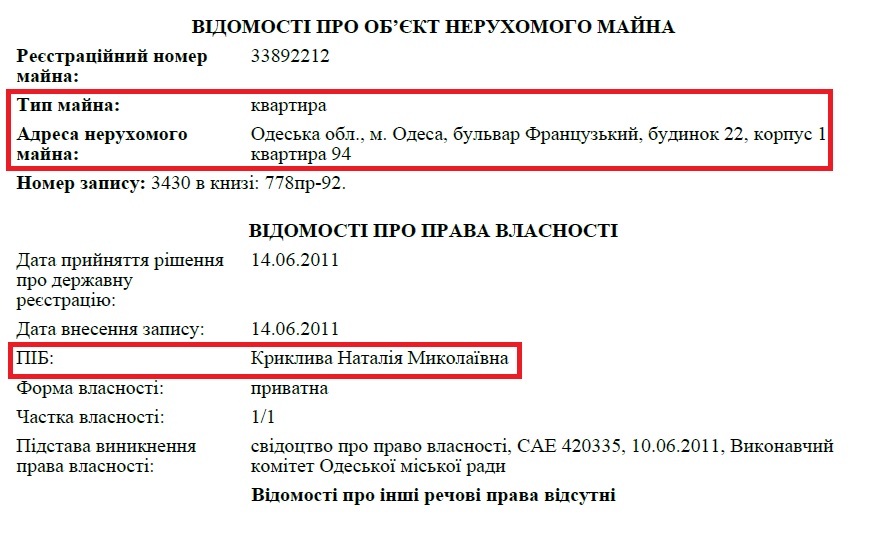 ВІДОМОСТІ ПРО ОБ’ЄКТ НЕРУХОМОГО МАЙНА
Реєстраційний номер майна: 33892212
Тип майна: квартира
Адреса нерухомого майна: Одеська обл., м. Одеса, бульвар Французький, будинок 22, корпус 1 квартира 94
Номер запису: 3430 в книзі: 778пр-92.
ВІДОМОСТІ ПРО ПРАВА ВЛАСНОСТІ
Дата прийняття рішення про державну реєстрацію: 14.06.2011
Дата внесення запису: 14.06.2011
ПІБ: Криклива Наталія Миколаївна
Форма власності: приватна
Частка власності: 1/1
Підстава виникнення права власності: свідоцтво про право власності, САЕ 420335, 10.06.2011, Виконавчий комітет Одеської міської ради
Відомості про інші речові права відсутні